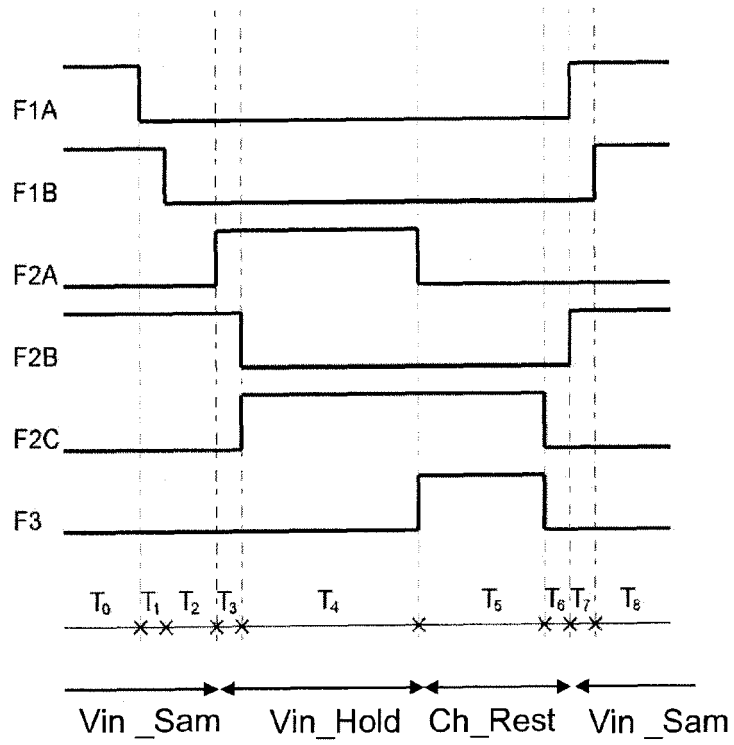 F1A
F1B
F2A
F2B
F2C
F3
T₀ T₁ T₂ T₃ T₄ T₅ T₆ T₇ T₈
Vin _Sam Vin_Hold Ch_Rest Vin _Sam